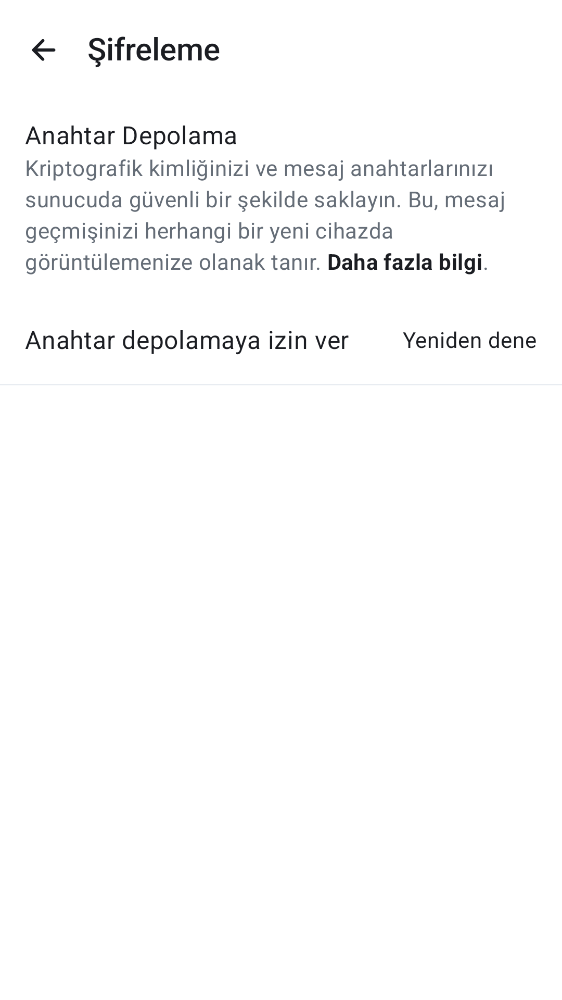 Şifreleme
Anahtar Depolama
Kriptografik kimliğinizi ve mesaj anahtarlarınızı
sunucuda güvenli bir şekilde saklayın. Bu, mesaj
geçmişinizi herhangi bir yeni cihazda
görüntülemenize olanak tanır. Daha fazla bilgi.
Anahtar depolamaya izin ver Yeniden dene